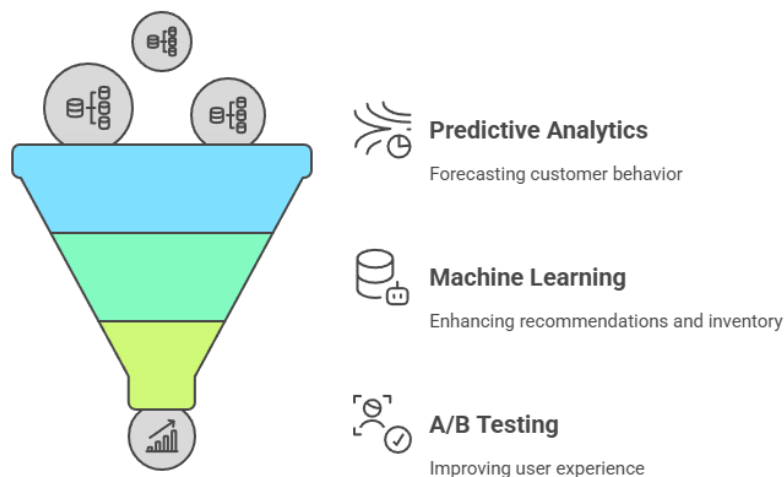 Predictive Analytics
Forecasting customer behavior
Machine Learning
Enhancing recommendations and inventory
A/B Testing
Improving user experience